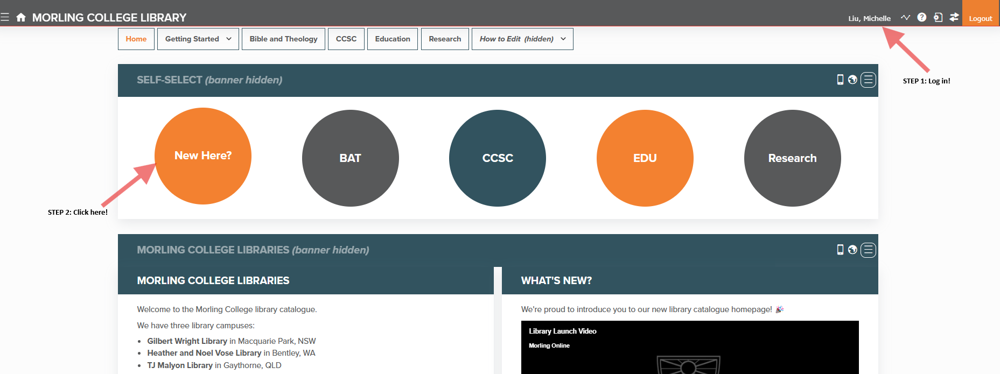 MORLING COLLEGE LIBRARY
Liu, Michelle
Logout
Home
Getting Started
Bible and Theology
CCSC
Education
Research
How to Edit (hidden)
SELF-SELECT (banner hidden)
STEP 1: Log in!
New Here?
BAT
CCSC
EDU
Research
STEP 2: Click here!
MORLING COLLEGE LIBRARIES (banner hidden)
MORLING COLLEGE LIBRARIES
Welcome to the Morling College library catalogue.
We have three library campuses:
• Gilbert Wright Library in Macquarie Park, NSW
• Heather and Noel Vose Library in Bentley, WA
• TJ Malyon Library in Gaythorne, QLD
WHAT'S NEW?
We're proud to introduce you to our new library catalogue homepage! 🎉
Library Launch Video
Morling Online